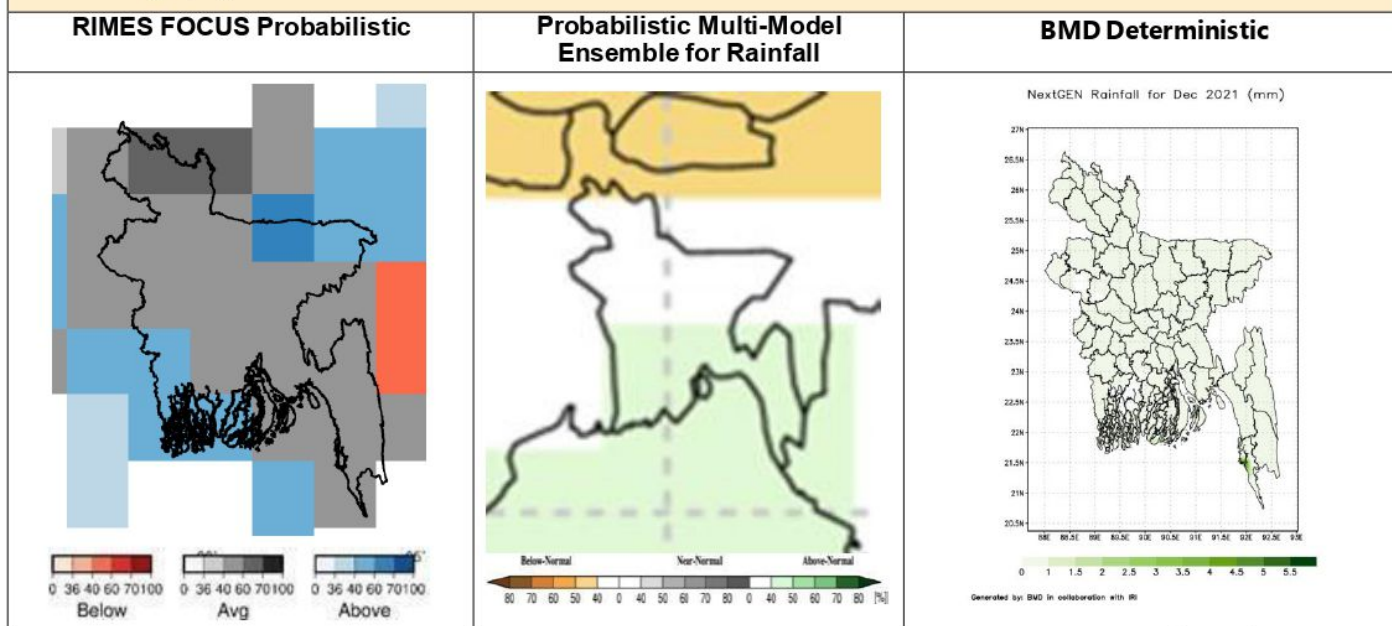 RIMES FOCUS Probabilistic
Probabilistic Multi-Model
Ensemble for Rainfall
BMD Deterministic
NextGEN Rainfall for Dec 2021 (mm)
27N
26.5N
26N
25.5N
25N
24.5N
24N
23.5N
23N
22.5N
22N
21.5N
21N
20.5N
88E 88.5E 89E 89.5E 90E 90.5E 91E 91.5E 92E 92.5E 93E
0 1 1.5 2 2.5 3 3.5 4 4.5 5 5.5
Generated by: BMD in collaboration with IRI
0 36 40 60 70 100
Below
0 36 40 60 70 100
Avg
0 36 40 60 70 100
Above
Below-Normal Near-Normal Above-Normal
80 70 60 50 40 0 40 50 60 70 80 0 40 50 60 70 80 [%]